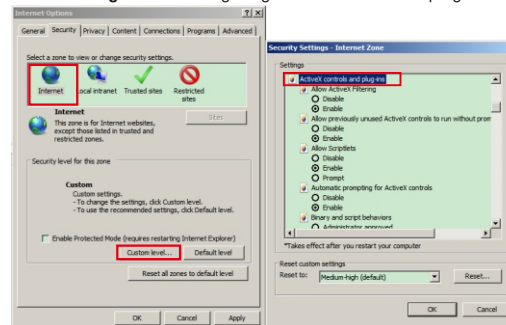 Internet Options
? X
General Security Privacy Content Connections Programs Advanced
Select a zone to view or change security settings.
Internet Local intranet Trusted sites Restricted sites
Internet
This zone is for Internet websites,
except those listed in trusted and
restricted zones.
Sites
Security level for this zone
Custom
Custom settings.
- To change the settings, click Custom level.
- To use the recommended settings, click Default level.
Enable Protected Mode (requires restarting Internet Explorer)
Custom level... Default level
Reset all zones to default level
OK Cancel Apply
Security Settings - Internet Zone
Settings
ActiveX controls and plug-ins
Allow ActiveX Filtering
Disable
Enable
Allow previously unused ActiveX controls to run without prom
Disable
Enable
Allow Scriptlets
Disable
Enable
Prompt
Automatic prompting for ActiveX controls
Disable
Enable
Binary and script behaviors
Administrator approved
*Takes effect after you restart your computer
Reset custom settings
Reset to: Medium-high (default) Reset...
OK Cancel